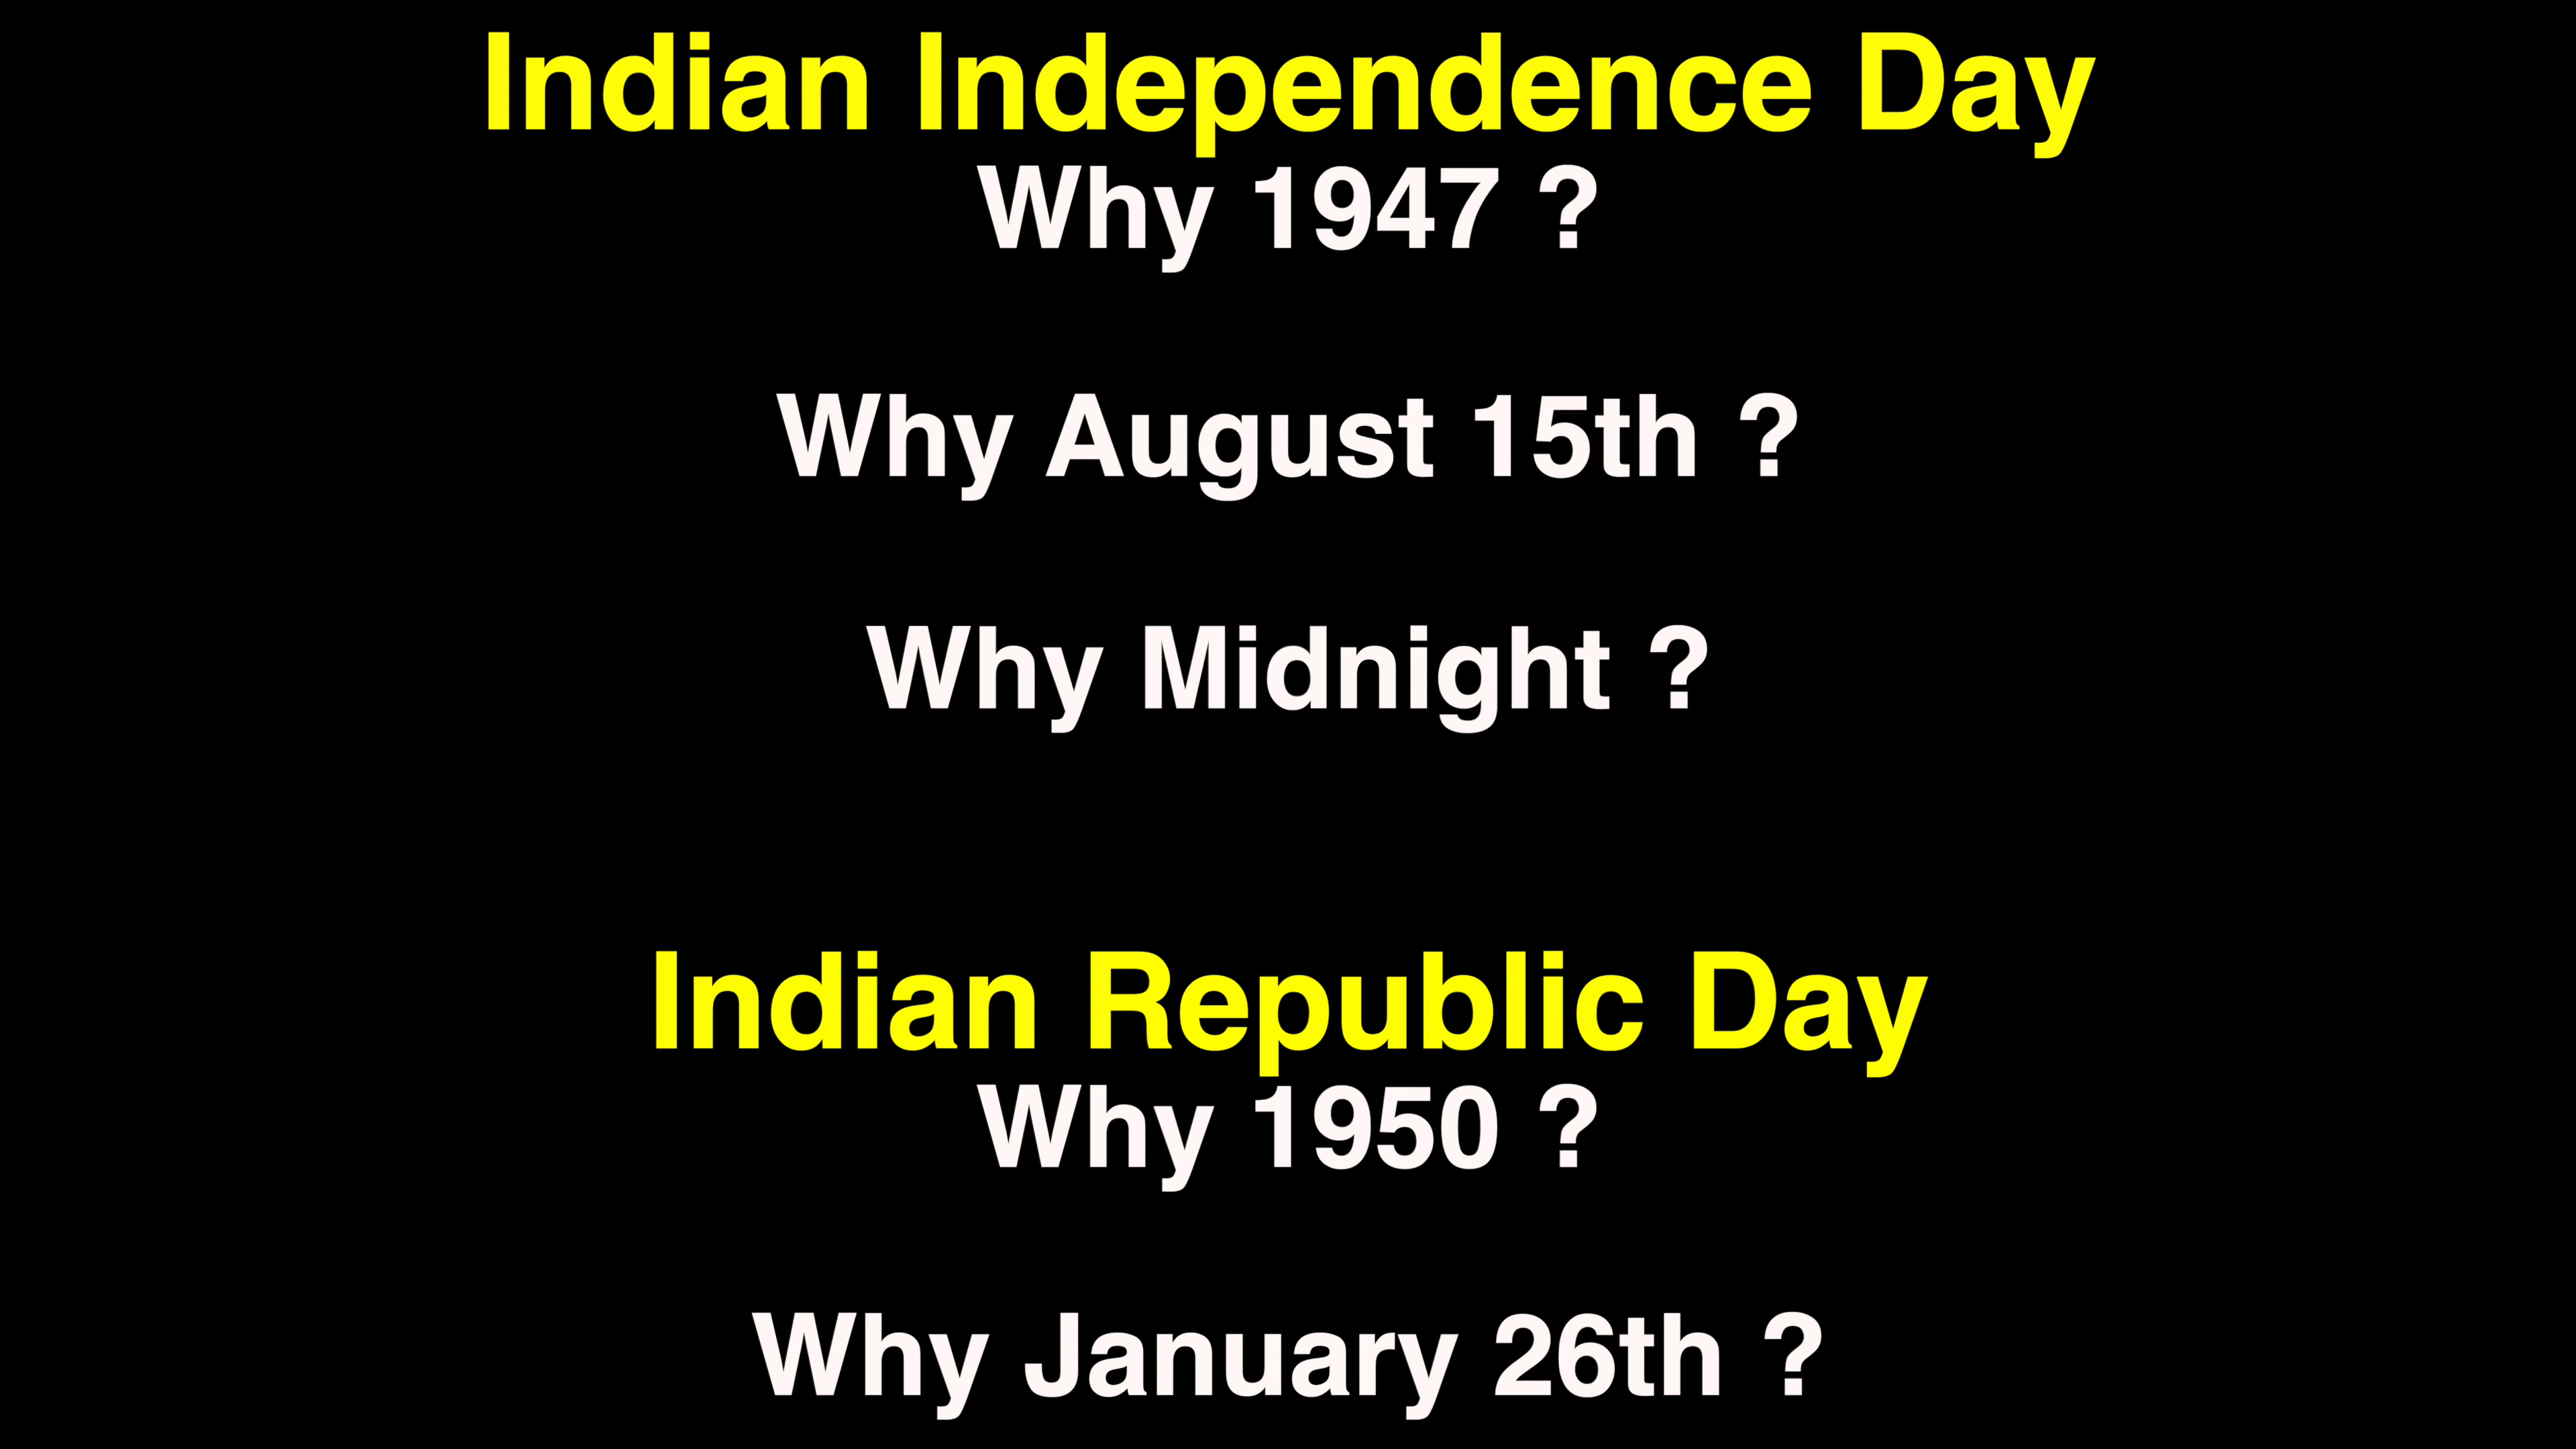 Indian Independence Day
Why 1947 ?
Why August 15th ?
Why Midnight ?
Indian Republic Day
Why 1950 ?
Why January 26th ?